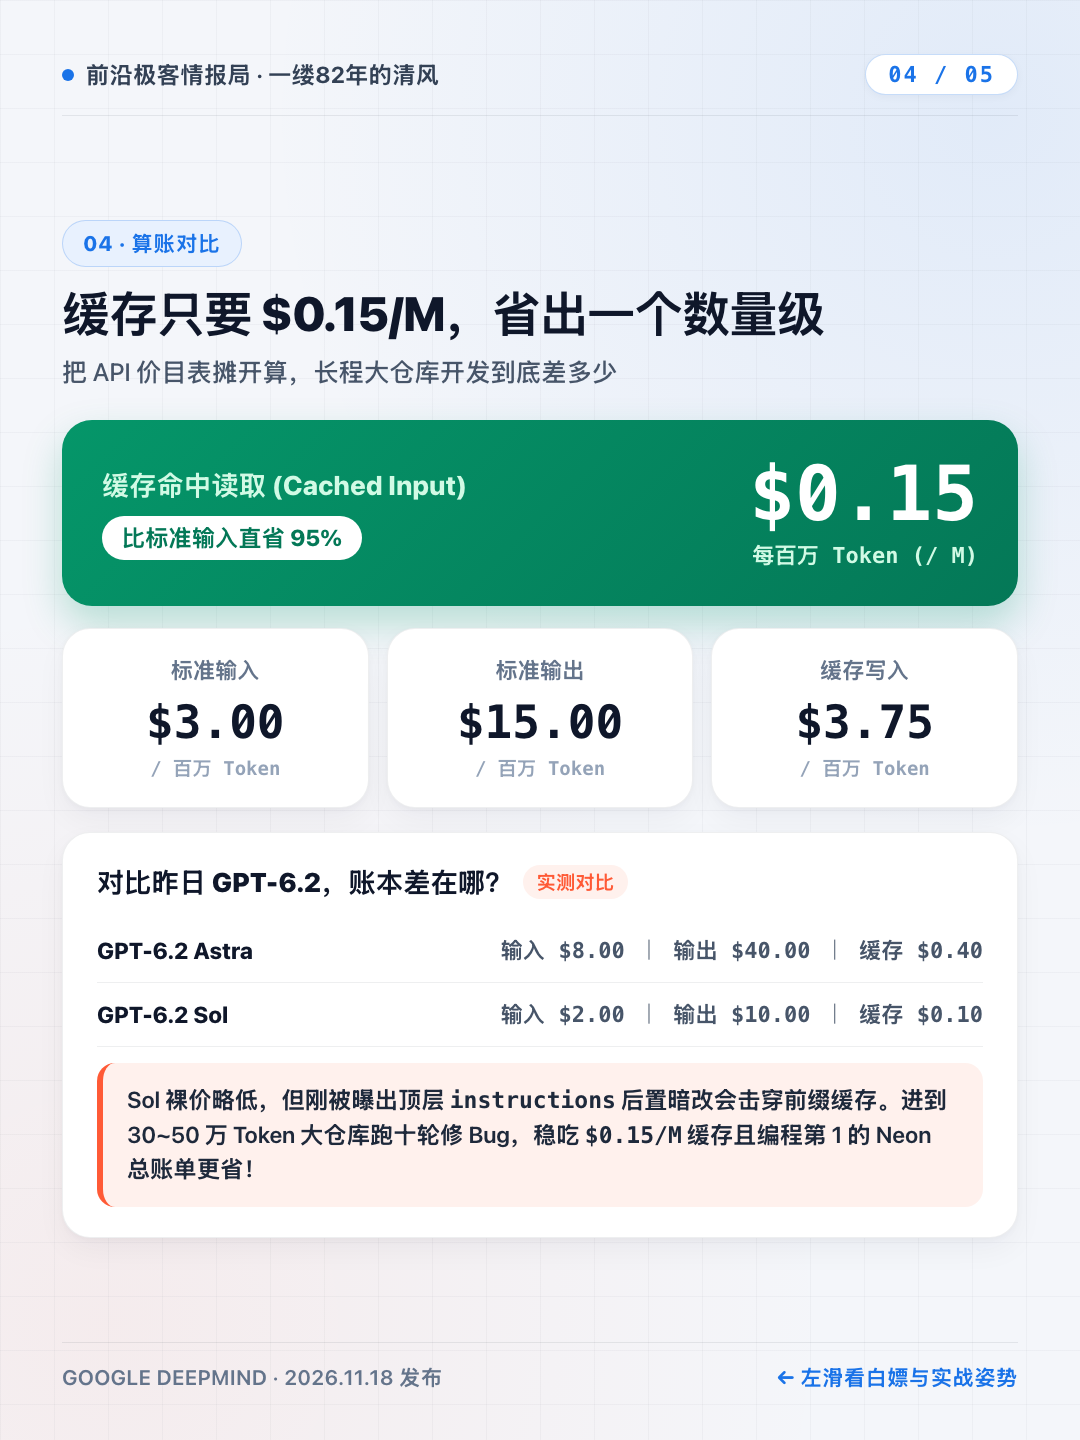 前沿极客情报局 · 一缕82年的清风
04 / 05
04 · 算账对比
缓存只要 $0.15/M，省出一个数量级
把 API 价目表摊开算，长程大仓库开发到底差多少
缓存命中读取 (Cached Input)
比标准输入直省 95%
$0.15
每百万 Token (/ M)
标准输入
$3.00
/ 百万 Token
标准输出
$15.00
/ 百万 Token
缓存写入
$3.75
/ 百万 Token
对比昨日 GPT-6.2，账本差在哪？ 实测对比
GPT-6.2 Astra 输入 $8.00 | 输出 $40.00 | 缓存 $0.40
GPT-6.2 Sol 输入 $2.00 | 输出 $10.00 | 缓存 $0.10
Sol 裸价略低，但刚被曝出顶层 instructions 后置暗改会击穿前缀缓存。进到
30~50 万 Token 大仓库跑十轮修 Bug，稳吃 $0.15/M 缓存且编程第 1 的 Neon
总账单更省！
GOOGLE DEEPMIND · 2026.11.18 发布
← 左滑看白嫖与实战姿势